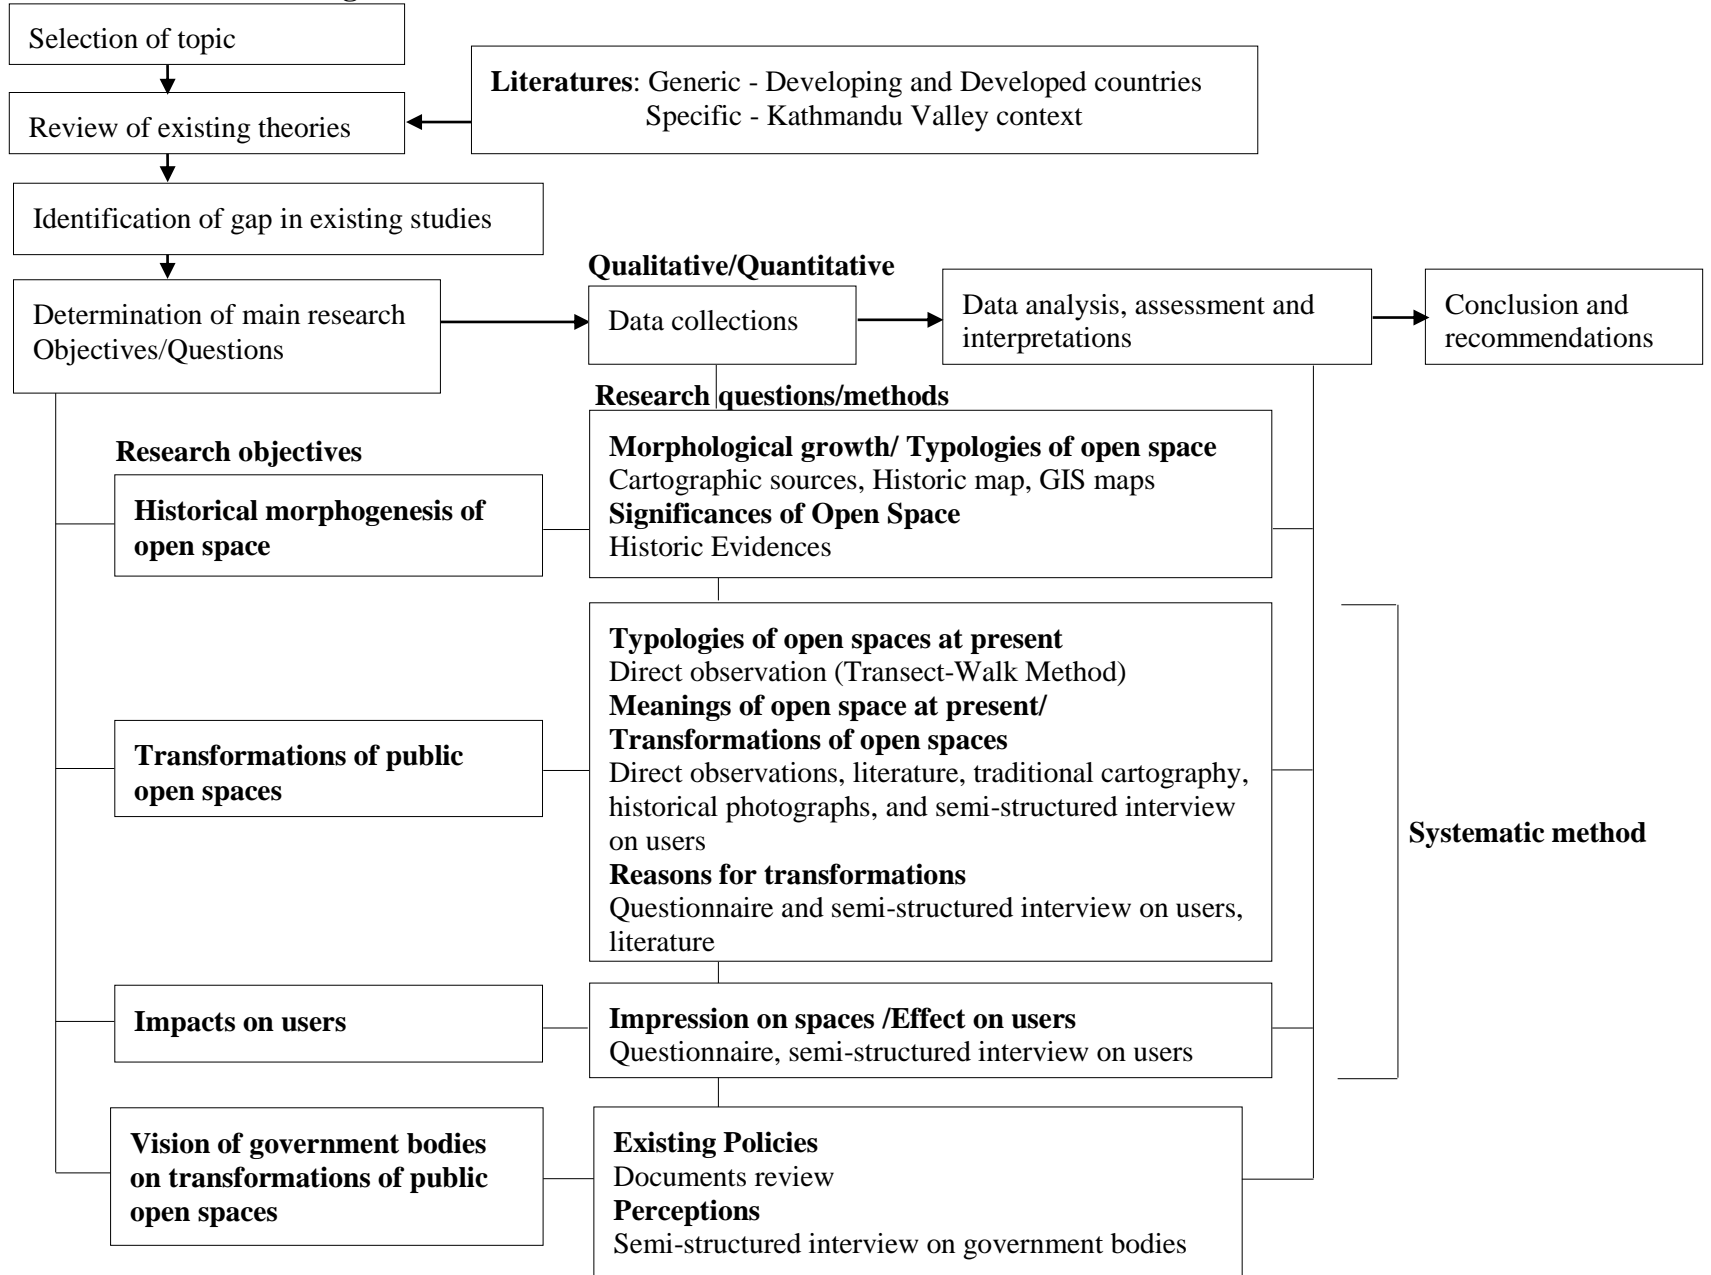 Selection of topic
Literatures: Generic - Developing and Developed countries
Specific - Kathmandu Valley context
Review of existing theories
Identification of gap in existing studies
Determination of main research
Objectives/Questions
Qualitative/Quantitative
Data collections
Data analysis, assessment and
interpretations
Conclusion and
recommendations
Research questions/methods
Research objectives
Historical morphogenesis of
open space
Morphological growth/ Typologies of open space
Cartographic sources, Historic map, GIS maps
Significances of Open Space
Historic Evidences
Transformations of public
open spaces
Typologies of open spaces at present
Direct observation (Transect-Walk Method)
Meanings of open space at present/
Transformations of open spaces
Direct observations, literature, traditional cartography,
historical photographs, and semi-structured interview
on users
Reasons for transformations
Questionnaire and semi-structured interview on users,
literature
Systematic method
Impacts on users
Impression on spaces /Effect on users
Questionnaire, semi-structured interview on users
Vision of government bodies
on transformations of public
open spaces
Existing Policies
Documents review
Perceptions
Semi-structured interview on government bodies